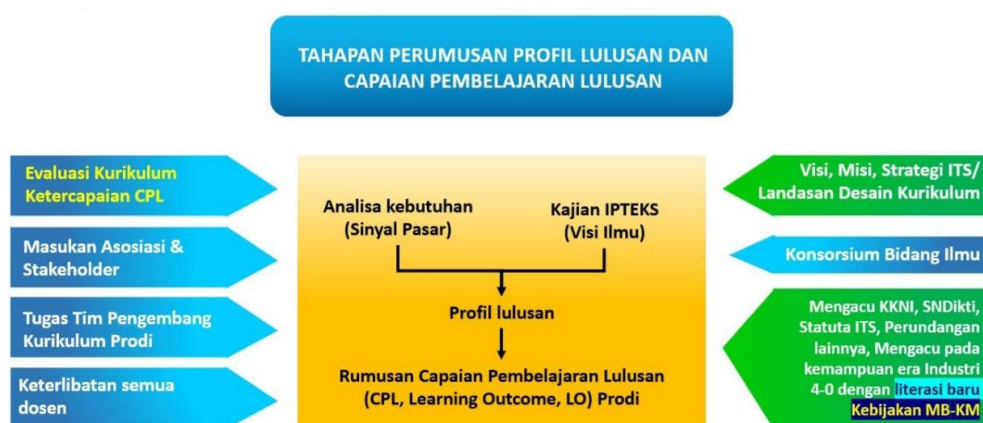 TAHAPAN PERUMUSAN PROFIL LULUSAN DAN
CAPAIAN PEMBELAJARAN LULUSAN
Evaluasi Kurikulum
Ketercapaian CPL
Masukan Asosiasi &
Stakeholder
Tugas Tim Pengembang
Kurikulum Prodi
Keterlibatan semua
dosen
Analisa kebutuhan
(Sinyal Pasar)
Kajian IPTEKS
(Visi Ilmu)
Profil lulusan
Rumusan Capaian Pembelajaran Lulusan
(CPL, Learning Outcome, LO) Prodi
Visi, Misi, Strategi ITS/
Landasan Desain Kurikulum
Konsorsium Bidang Ilmu
Mengacu KKNI, SNDikti,
Statuta ITS, Perundangan
lainnya, Mengacu pada
kemampuan era Industri
4-0 dengan literasi baru
Kebijakan MB-KM